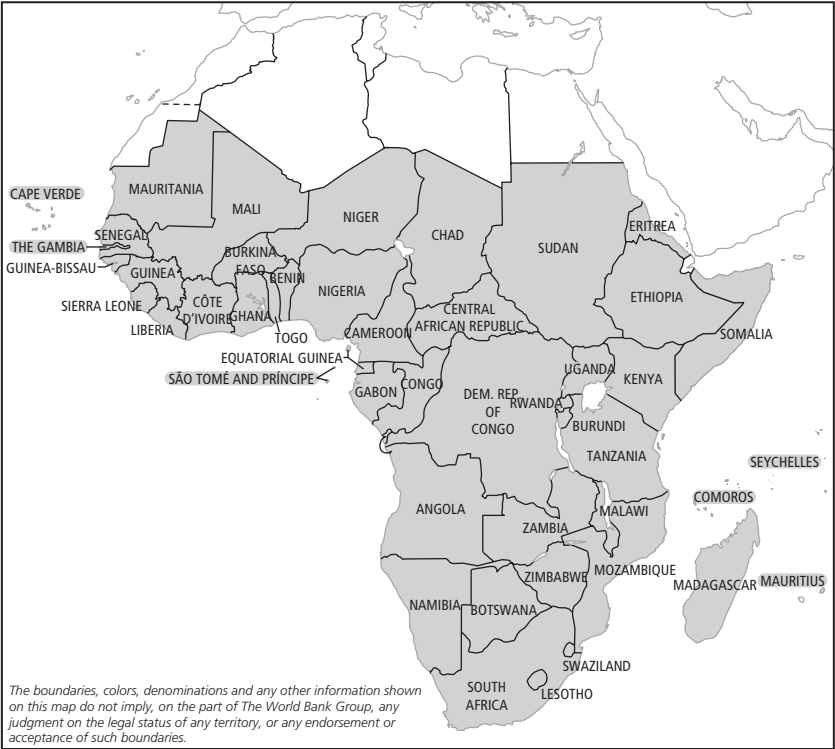 MAURITANIA
CAPE VERDE
MALI
NIGER
CHAD
SUDAN
ERITREA
SENEGAL
THE GAMBIA
GUINEA-BISSAU
GUINEA
BURKINA
FASO
BENIN
NIGERIA
ETHIOPIA
SIERRA LEONE
CÔTE
D'IVOIRE
GHANA
CENTRAL
AFRICAN REPUBLIC
LIBERIA
TOGO
CAMEROON
SOMALIA
EQUATORIAL GUINEA
SÃO TOMÉ AND PRÍNCIPE
GABON
CONGO
DEM. REP.
OF
CONGO
UGANDA
KENYA
RWANDA
BURUNDI
TANZANIA
SEYCHELLES
COMOROS
ANGOLA
ZAMBIA
MALAWI
MOZAMBIQUE
ZIMBABWE
MADAGASCAR
MAURITIUS
NAMIBIA
BOTSWANA
SWAZILAND
SOUTH
AFRICA
LESOTHO
The boundaries, colors, denominations and any other information shown
on this map do not imply, on the part of The World Bank Group, any
judgment on the legal status of any territory, or any endorsement or
acceptance of such boundaries.